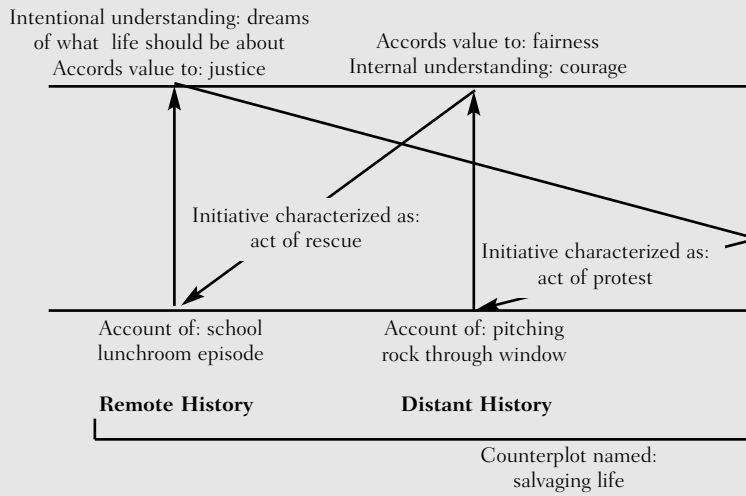 Intentional understanding: dreams
of what life should be about
Accords value to: justice
Accords value to: fairness
Internal understanding: courage
Initiative characterized as:
act of rescue
Initiative characterized as:
act of protest
Account of: school
lunchroom episode
Account of: pitching
rock through window
Remote History
Distant History
Counterplot named:
salvaging life